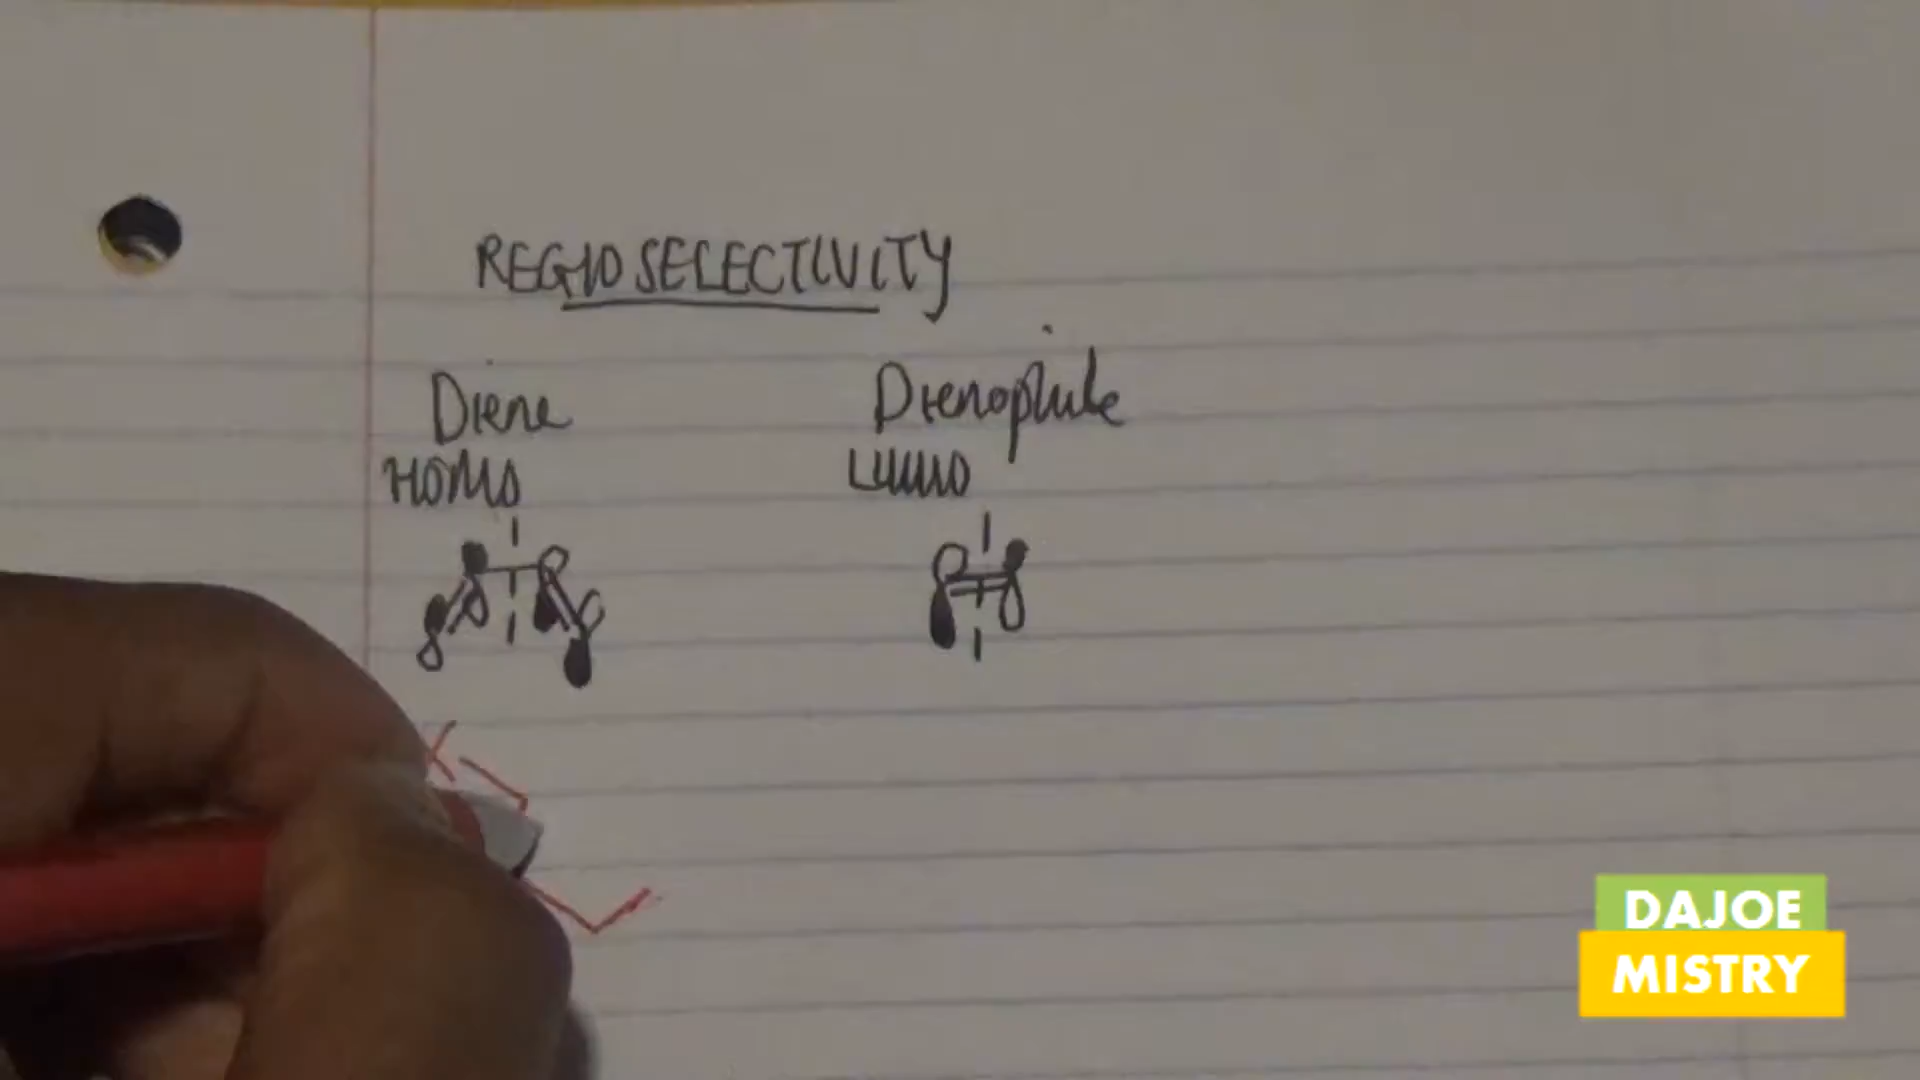 REGIOSELECTIVITY
Diene
Dienophile
HOMO
LUMO
DAJOE
MISTRY